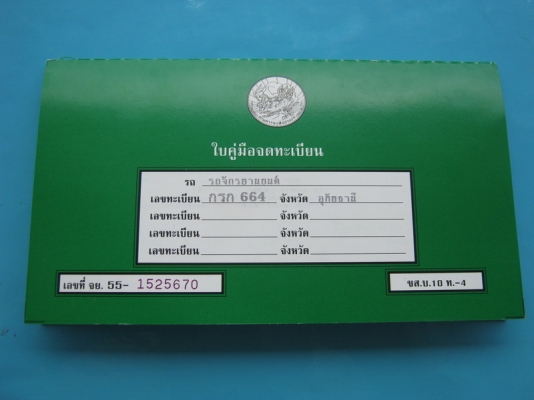 ใบคู่มือจดทะเบียน
รถ รถจักรยานยนต์
เลขทะเบียน กรก 664 จังหวัด อุทัยธานี
เลขทะเบียน จังหวัด
เลขทะเบียน จังหวัด
เลขทะเบียน จังหวัด
เลขที่ จย. 55- 1525670
ขส.บ.10 ท.-4